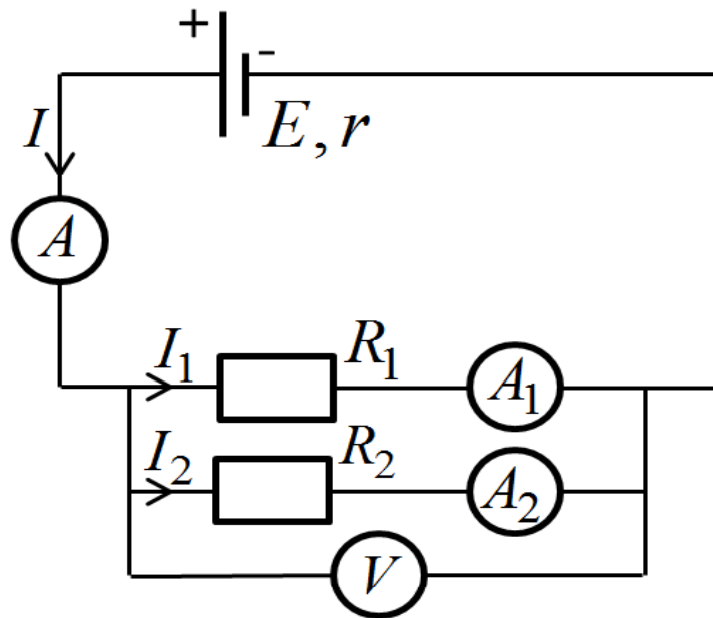 + -
E, r
I
A
I₁ R₁ A₁
I₂ R₂ A₂
V